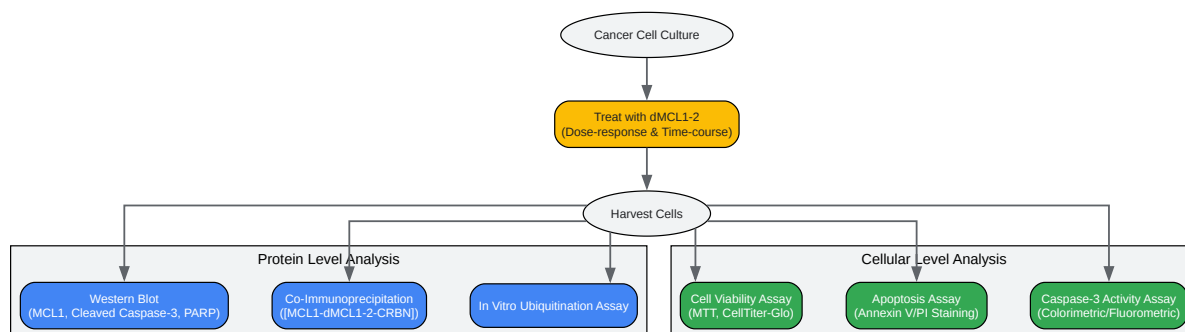 Cancer Cell Culture
Treat with dMCL1-2
(Dose-response & Time-course)
Harvest Cells
Protein Level Analysis
Western Blot
(MCL1, Cleaved Caspase-3, PARP)
Co-Immunoprecipitation
([MCL1-dMCL1-2-CRBN])
In Vitro Ubiquitination Assay
Cellular Level Analysis
Cell Viability Assay
(MTT, CellTiter-Glo)
Apoptosis Assay
(Annexin V/PI Staining)
Caspase-3 Activity Assay
(Colorimetric/Fluorometric)